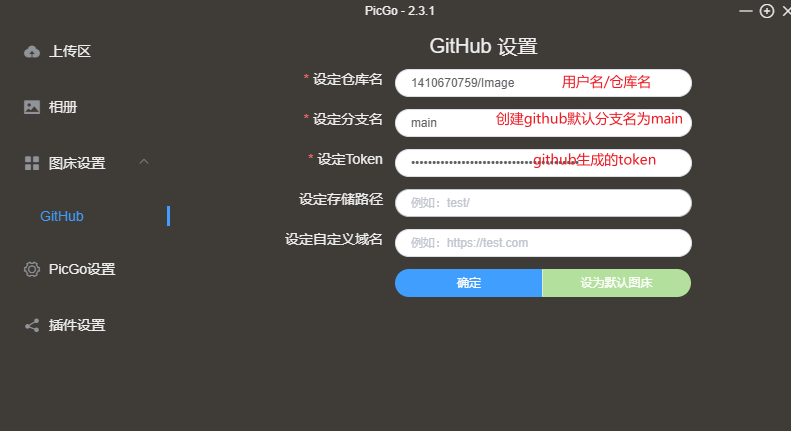 PicGo - 2.3.1
上传区
相册
图床设置
GitHub
PicGo设置
插件设置
GitHub 设置
* 设定仓库名 1410670759/Image 用户名/仓库名
* 设定分支名 main 创建github默认分支名为main
* 设定Token github生成的token
设定存储路径 例如：test/
设定自定义域名 例如：https://test.com
确定 设为默认图床